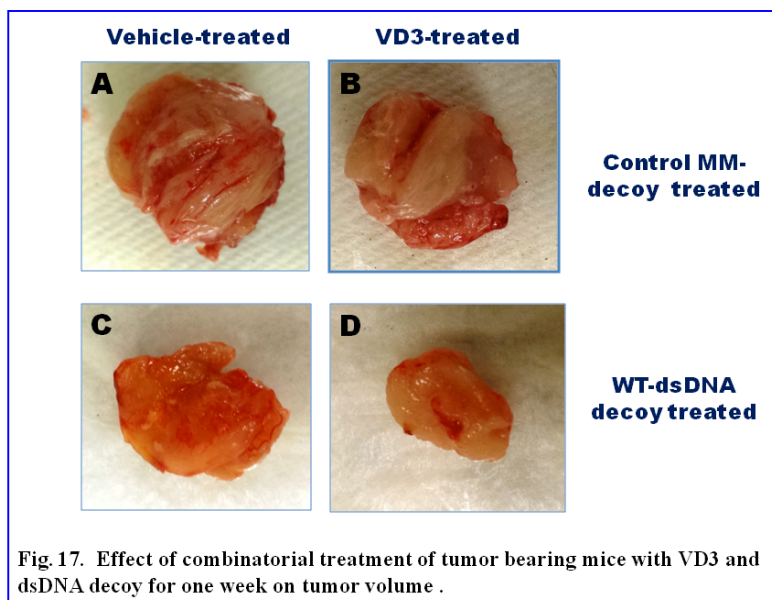 Vehicle-treated VD3-treated
A B
Control MM-
decoy treated
C D
WT-dsDNA
decoy treated
Fig. 17. Effect of combinatorial treatment of tumor bearing mice with VD3 and
dsDNA decoy for one week on tumor volume .